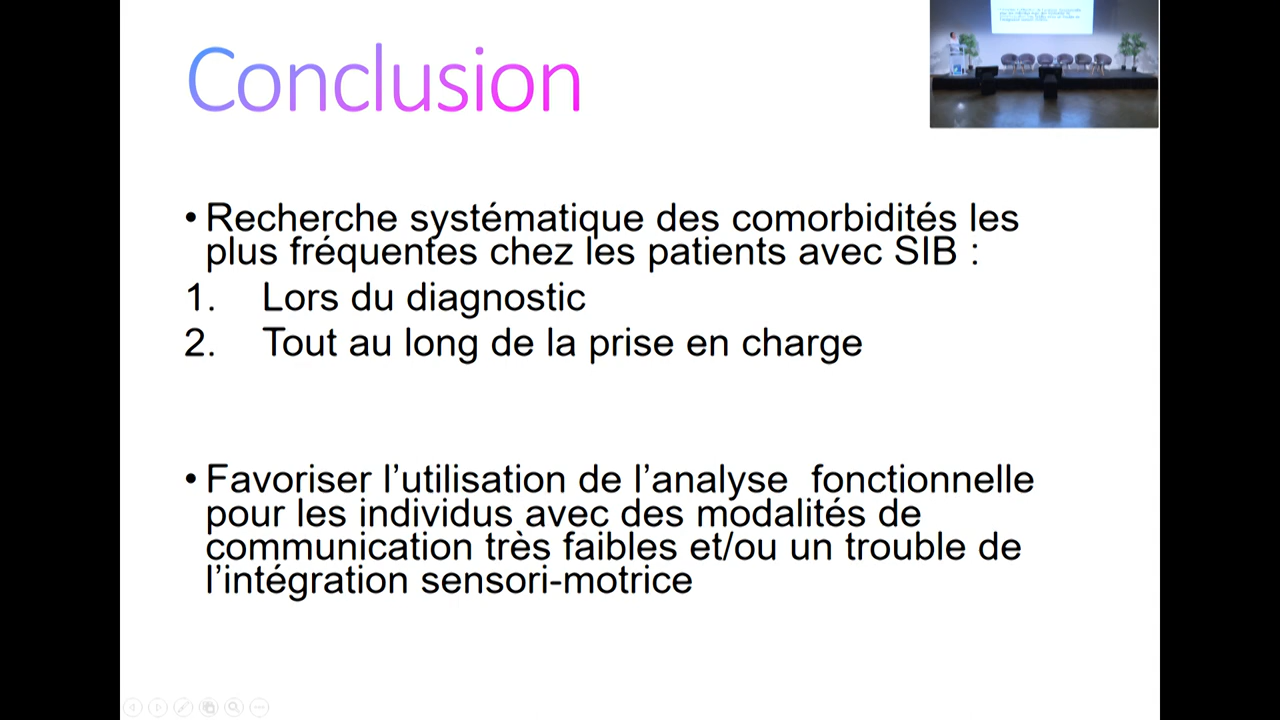 Conclusion
• Recherche systématique des comorbidités les
plus fréquentes chez les patients avec SIB :
1. Lors du diagnostic
2. Tout au long de la prise en charge
• Favoriser l’utilisation de l’analyse  fonctionnelle
pour les individus avec des modalités de
communication très faibles et/ou un trouble de
l’intégration sensori-motrice